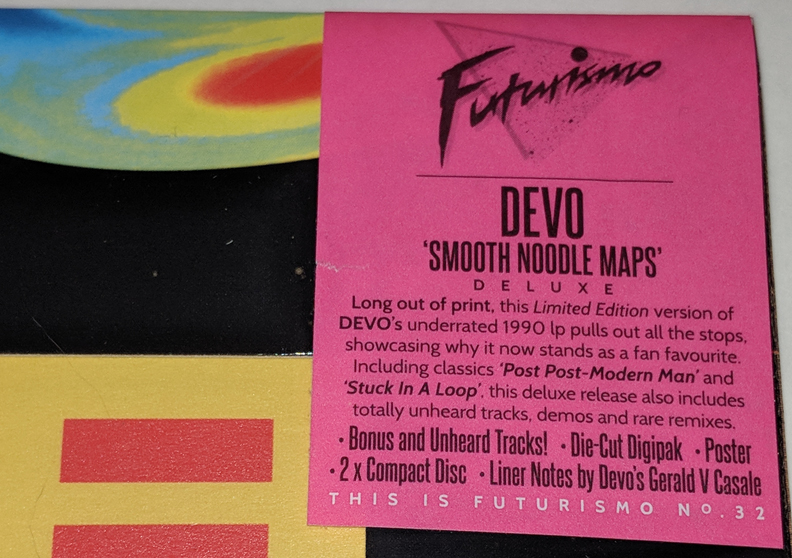 Futurismo
DEVO
‘SMOOTH NOODLE MAPS’
DELUXE
Long out of print, this Limited Edition version of
DEVO’s underrated 1990 lp pulls out all the stops,
showcasing why it now stands as a fan favourite.
Including classics ‘Post Post-Modern Man’ and
‘Stuck In A Loop’, this deluxe release also includes
totally unheard tracks, demos and rare remixes.
· Bonus and Unheard Tracks! · Die-Cut Digipak · Poster
· 2 x Compact Disc · Liner Notes by Devo’s Gerald V Casale
THIS IS FUTURISMO Nº.32